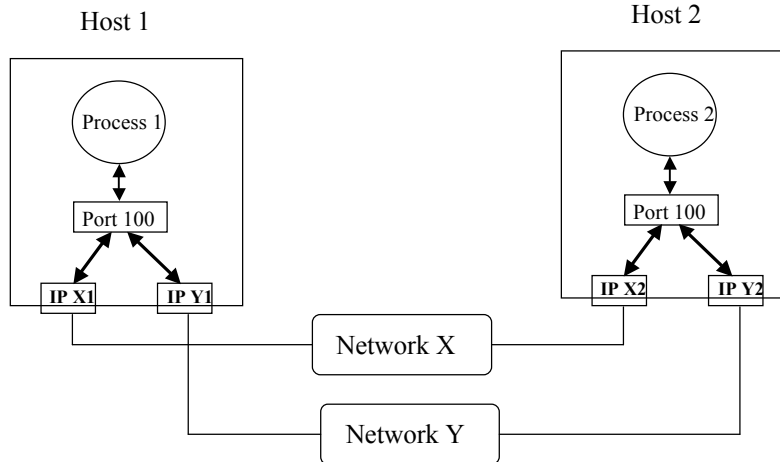 Host 1
Host 2
Process 1
Process 2
Port 100
Port 100
IP X1
IP Y1
IP X2
IP Y2
Network X
Network Y